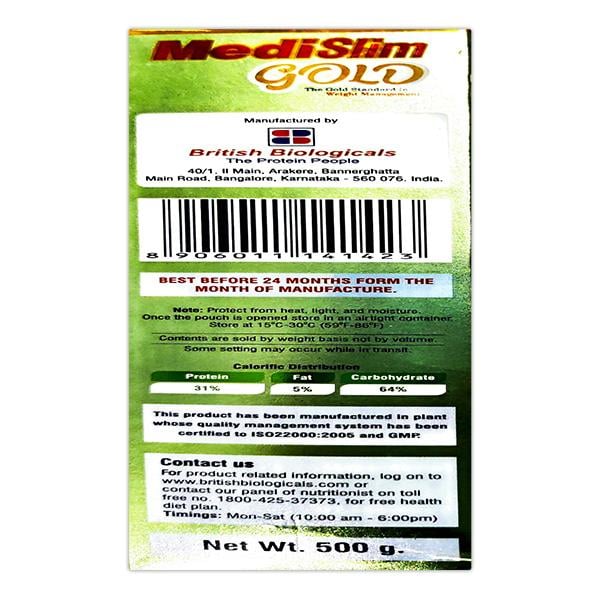 MediSlim
GOLD
The Gold Standard in
Weight Management
Manufactured by
British Biologicals
The Protein People
40/1, II Main, Arakere, Bannerghatta
Main Road, Bangalore, Karnataka - 560 076. India.
8 906011 141423
BEST BEFORE 24 MONTHS FORM THE
MONTH OF MANUFACTURE.
Note: Protect from heat, light, and moisture.
Once the pouch is opened store in an airtight container.
Store at 15°C-30°C (59°F-86°F)
Contents are sold by weight basis not by volume.
Some setting may occur while in transit.
Calorific Distribution
Protein Fat Carbohydrate
31% 5% 64%
This product has been manufactured in plant
whose quality management system has been
certified to ISO22000:2005 and GMP.
Contact us
For product related information, log on to
www.britishbiologicals.com or
contact our panel of nutritionist on toll
free no. 1800-425-37373, for free health
diet plan.
Timings: Mon-Sat (10:00 am - 6:00pm)
Net Wt. 500 g.